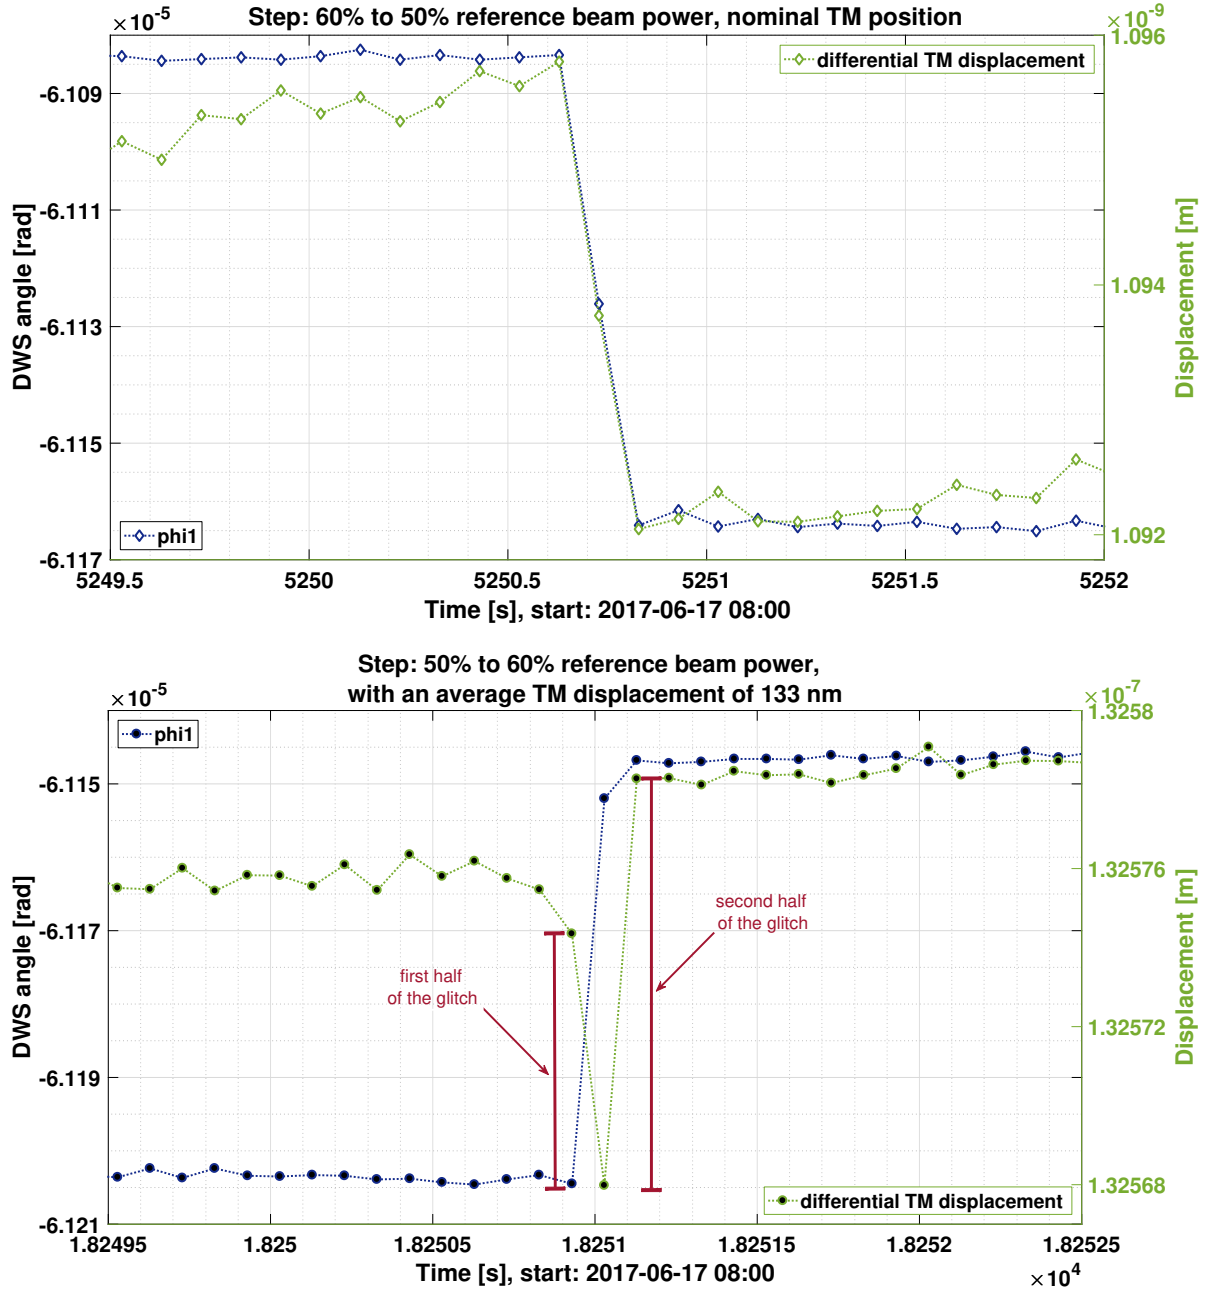 Step: 60% to 50% reference beam power, nominal TM position
×10^-5
×10^-9
1.096
differential TM displacement
-6.109
-6.111
-6.113
-6.115
-6.117
DWS angle [rad]
1.094
1.092
Displacement [m]
phi1
5249.5 5250 5250.5 5251 5251.5 5252
Time [s], start: 2017-06-17 08:00
Step: 50% to 60% reference beam power,
with an average TM displacement of 133 nm
×10^-5
×10^-7
1.3258
phi1
-6.115
-6.117
-6.119
-6.121
DWS angle [rad]
1.32576
1.32572
1.32568
Displacement [m]
second half
of the glitch
first half
of the glitch
differential TM displacement
1.82495 1.825 1.82505 1.8251 1.82515 1.8252 1.82525
Time [s], start: 2017-06-17 08:00
×10^4